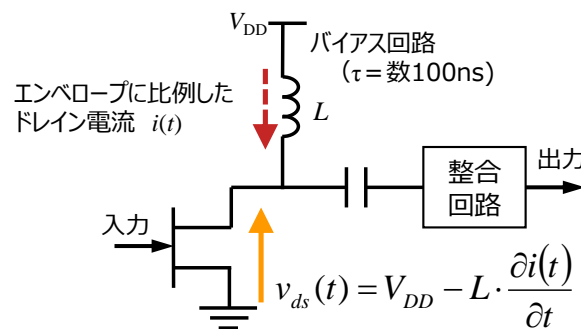 V_DD
バイアス回路
(τ=数100ns)
エンベロープに比例した
ドレイン電流 i(t)
L
整合
回路
出力
入力
v_ds(t) = V_DD − L · ∂i(t)/∂t